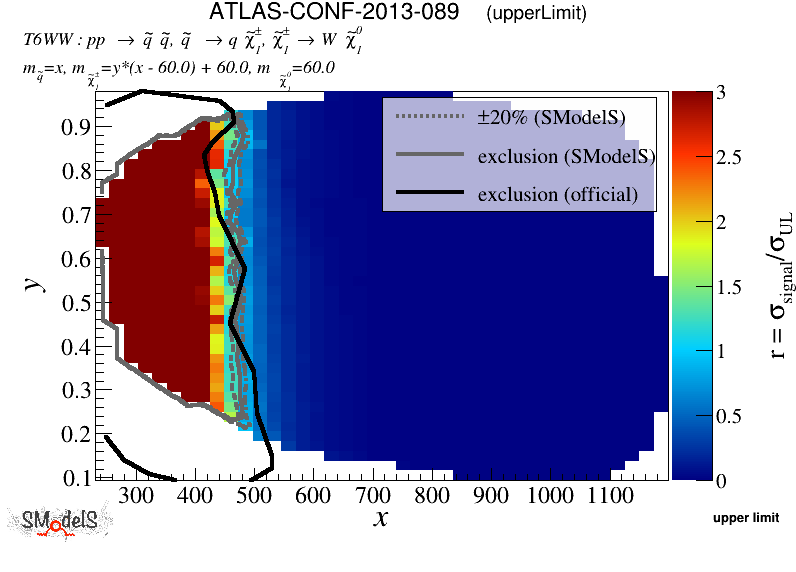 ATLAS-CONF-2013-089 (upperLimit)
T6WW : pp → q̃ q̃, q̃ → q χ̃₁^±, χ̃₁^± → W χ̃₁⁰
m_q̃=x, m_χ̃₁^±=y*(x - 60.0) + 60.0, m_χ̃₁⁰=60.0
±20% (SModelS)
exclusion (SModelS)
exclusion (official)
y
0.9
0.8
0.7
0.6
0.5
0.4
0.3
0.2
0.1
300 400 500 600 700 800 900 1000 1100
x
3
2.5
2
1.5
1
0.5
0
r = σ_signal/σ_UL
SModelS
upper limit